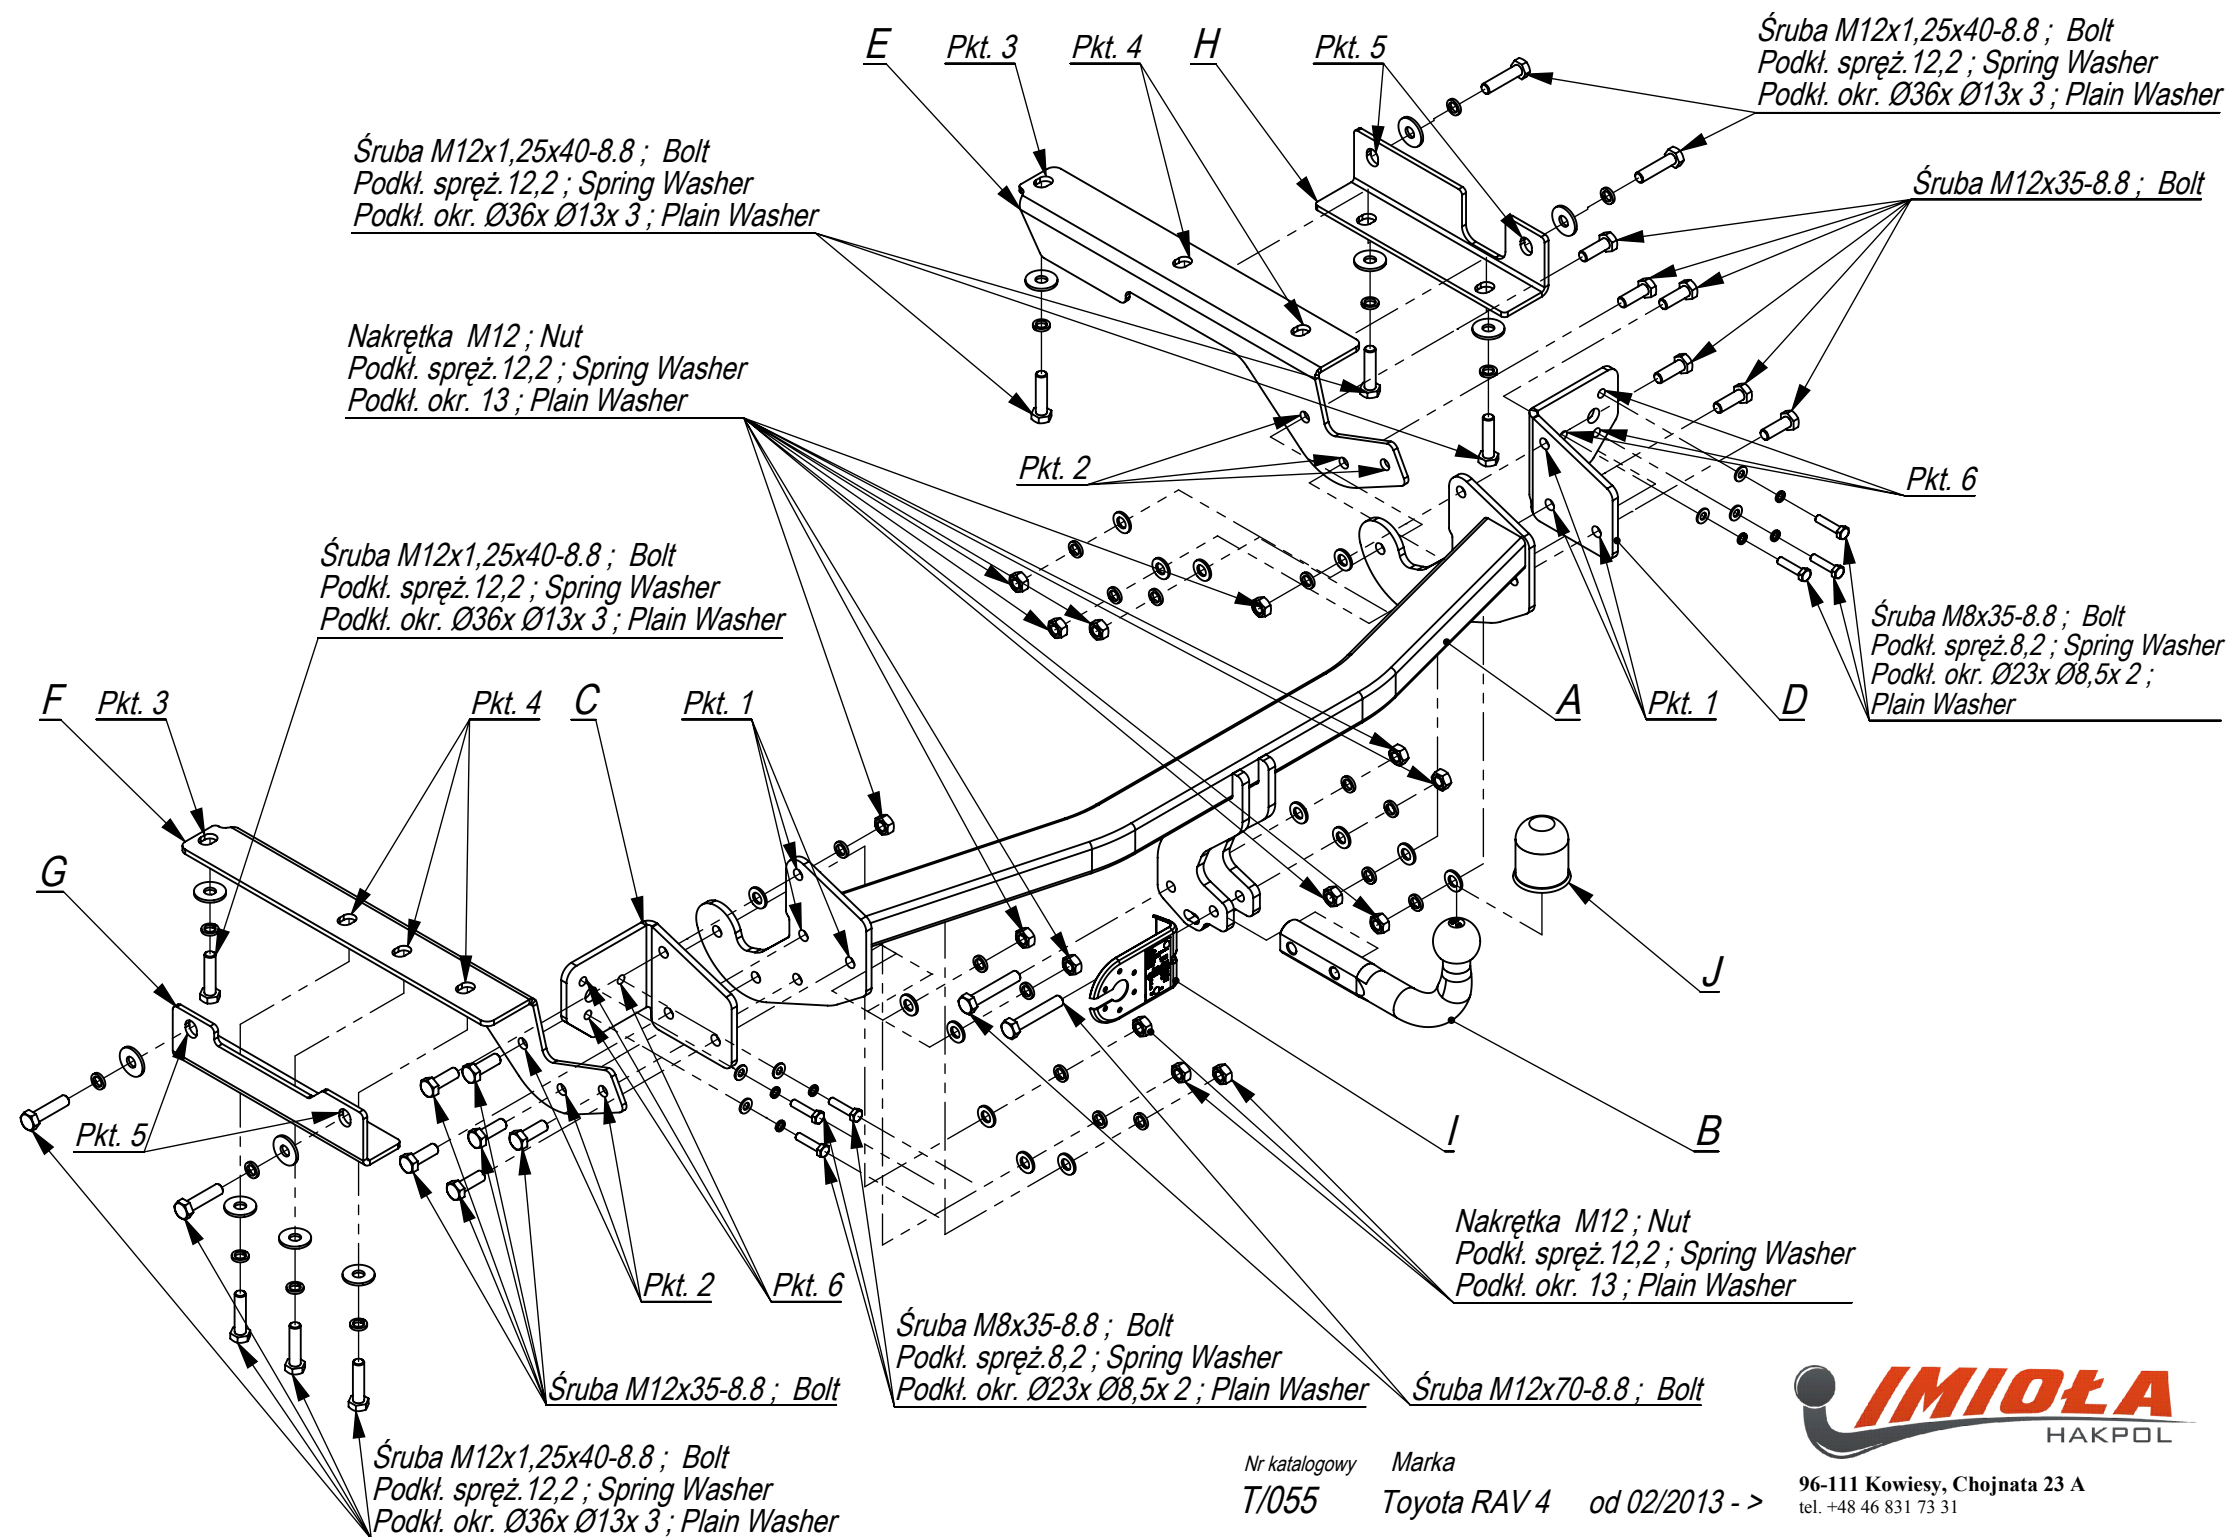 E
Pkt. 3
Pkt. 4
H
Pkt. 5
Śruba M12x1,25x40-8.8 ; Bolt
Podkł. spręż.12,2 ; Spring Washer
Podkł. okr. Ø36x Ø13x 3 ; Plain Washer
Śruba M12x1,25x40-8.8 ; Bolt
Podkł. spręż.12,2 ; Spring Washer
Podkł. okr. Ø36x Ø13x 3 ; Plain Washer
Śruba M12x35-8.8 ; Bolt
Nakrętka M12 ; Nut
Podkł. spręż.12,2 ; Spring Washer
Podkł. okr. 13 ; Plain Washer
Pkt. 2
Pkt. 6
Śruba M12x1,25x40-8.8 ; Bolt
Podkł. spręż.12,2 ; Spring Washer
Podkł. okr. Ø36x Ø13x 3 ; Plain Washer
Śruba M8x35-8.8 ; Bolt
Podkł. spręż.8,2 ; Spring Washer
Podkł. okr. Ø23x Ø8,5x 2 ;
Plain Washer
F
Pkt. 3
Pkt. 4
C
Pkt. 1
A
Pkt. 1
D
G
J
Pkt. 5
I
B
Nakrętka M12 ; Nut
Podkł. spręż.12,2 ; Spring Washer
Podkł. okr. 13 ; Plain Washer
Pkt. 2
Pkt. 6
Śruba M8x35-8.8 ; Bolt
Podkł. spręż.8,2 ; Spring Washer
Podkł. okr. Ø23x Ø8,5x 2 ; Plain Washer
Śruba M12x35-8.8 ; Bolt
Śruba M12x70-8.8 ; Bolt
Śruba M12x1,25x40-8.8 ; Bolt
Podkł. spręż.12,2 ; Spring Washer
Podkł. okr. Ø36x Ø13x 3 ; Plain Washer
Nr katalogowy Marka
T/055 Toyota RAV 4 od 02/2013 - >
IMIOŁA
HAKPOL
96-111 Kowiesy, Chojnata 23 A
tel. +48 46 831 73 31